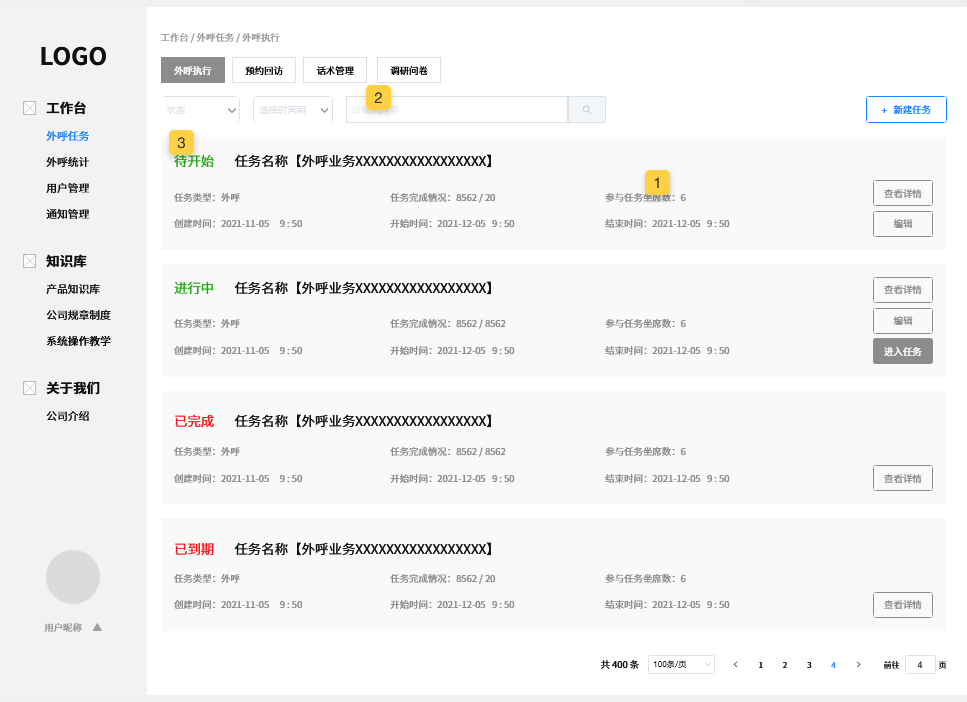 LOGO
工作台
外呼任务
外呼统计
用户管理
通知管理
知识库
产品知识库
公司规章制度
系统操作教学
关于我们
公司介绍
用户昵称
工作台 / 外呼任务 / 外呼执行
外呼执行 预约回访 话术管理 调研问卷
2
状态 选择时间段 + 新建任务
3
待开始 任务名称【外呼业务XXXXXXXXXXXXXXXXX】
1
任务类型：外呼 任务完成情况：8562 / 20 参与任务坐席数：6 查看详情
创建时间：2021-11-05 9 : 50 开始时间：2021-12-05 9 : 50 结束时间：2021-12-05 9 : 50 编辑
进行中 任务名称【外呼业务XXXXXXXXXXXXXXXXX】 查看详情
任务类型：外呼 任务完成情况：8562 / 8562 参与任务坐席数：6 编辑
创建时间：2021-11-05 9 : 50 开始时间：2021-12-05 9 : 50 结束时间：2021-12-05 9 : 50 进入任务
已完成 任务名称【外呼业务XXXXXXXXXXXXXXXXX】
任务类型：外呼 任务完成情况：8562 / 8562 参与任务坐席数：6
创建时间：2021-11-05 9 : 50 开始时间：2021-12-05 9 : 50 结束时间：2021-12-05 9 : 50 查看详情
已到期 任务名称【外呼业务XXXXXXXXXXXXXXXXX】
任务类型：外呼 任务完成情况：8562 / 20 参与任务坐席数：6
创建时间：2021-11-05 9 : 50 开始时间：2021-12-05 9 : 50 结束时间：2021-12-05 9 : 50 查看详情
共 400 条 100条/页 < 1 2 3 4 > 前往 4 页